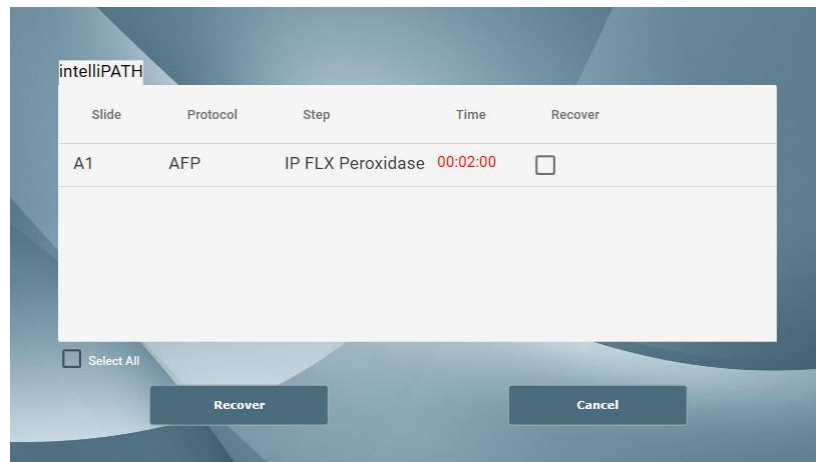 intelliPATH
Slide Protocol Step Time Recover
A1 AFP IP FLX Peroxidase 00:02:00
Select All
Recover Cancel